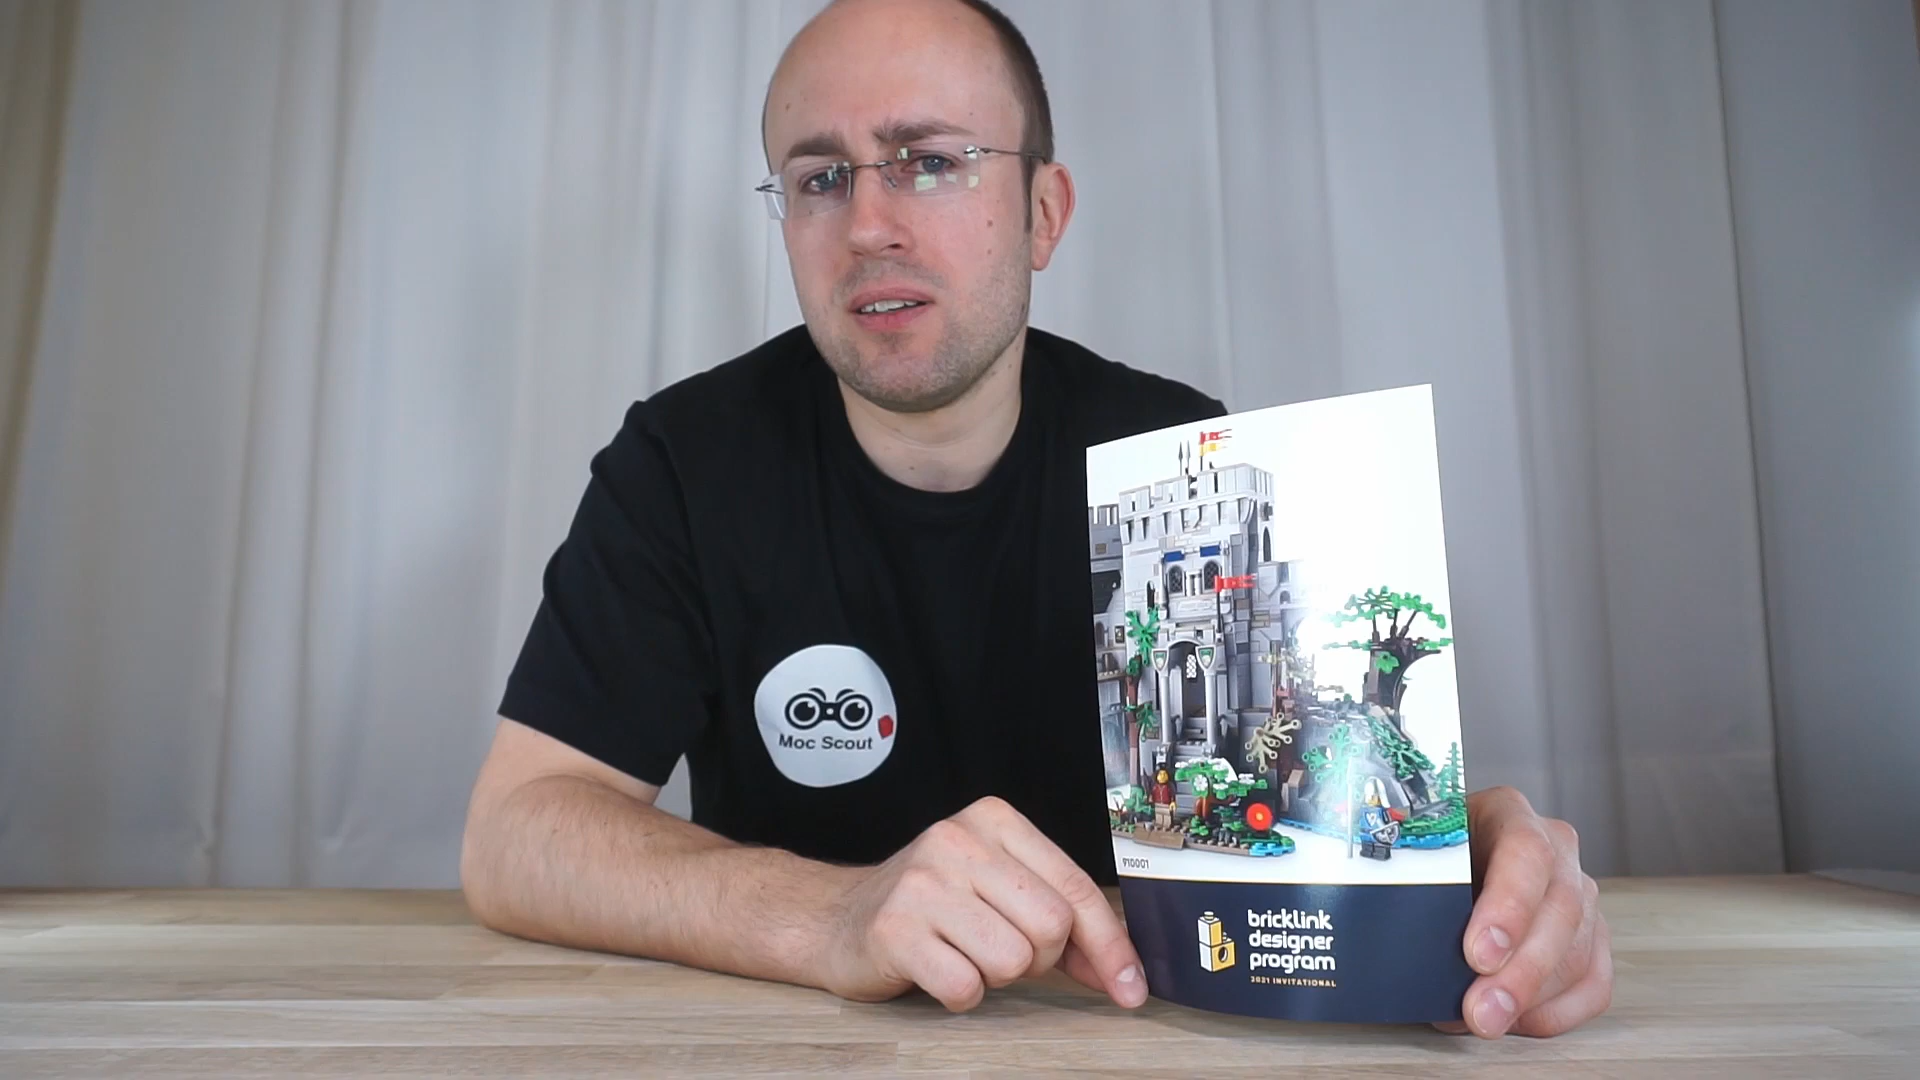 Moc Scout
910001
bricklink
designer
program
2021 INVITATIONAL